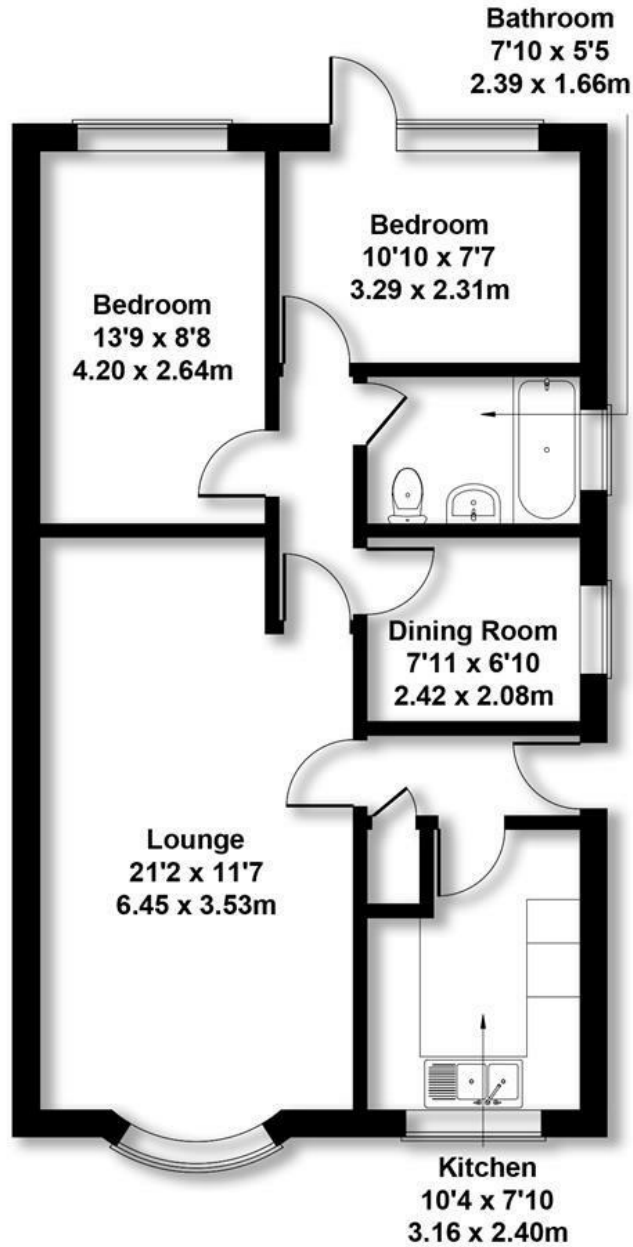 Bathroom
7'10 x 5'5
2.39 x 1.66m
Bedroom
10'10 x 7'7
3.29 x 2.31m
Bedroom
13'9 x 8'8
4.20 x 2.64m
Dining Room
7'11 x 6'10
2.42 x 2.08m
Lounge
21'2 x 11'7
6.45 x 3.53m
Kitchen
10'4 x 7'10
3.16 x 2.40m